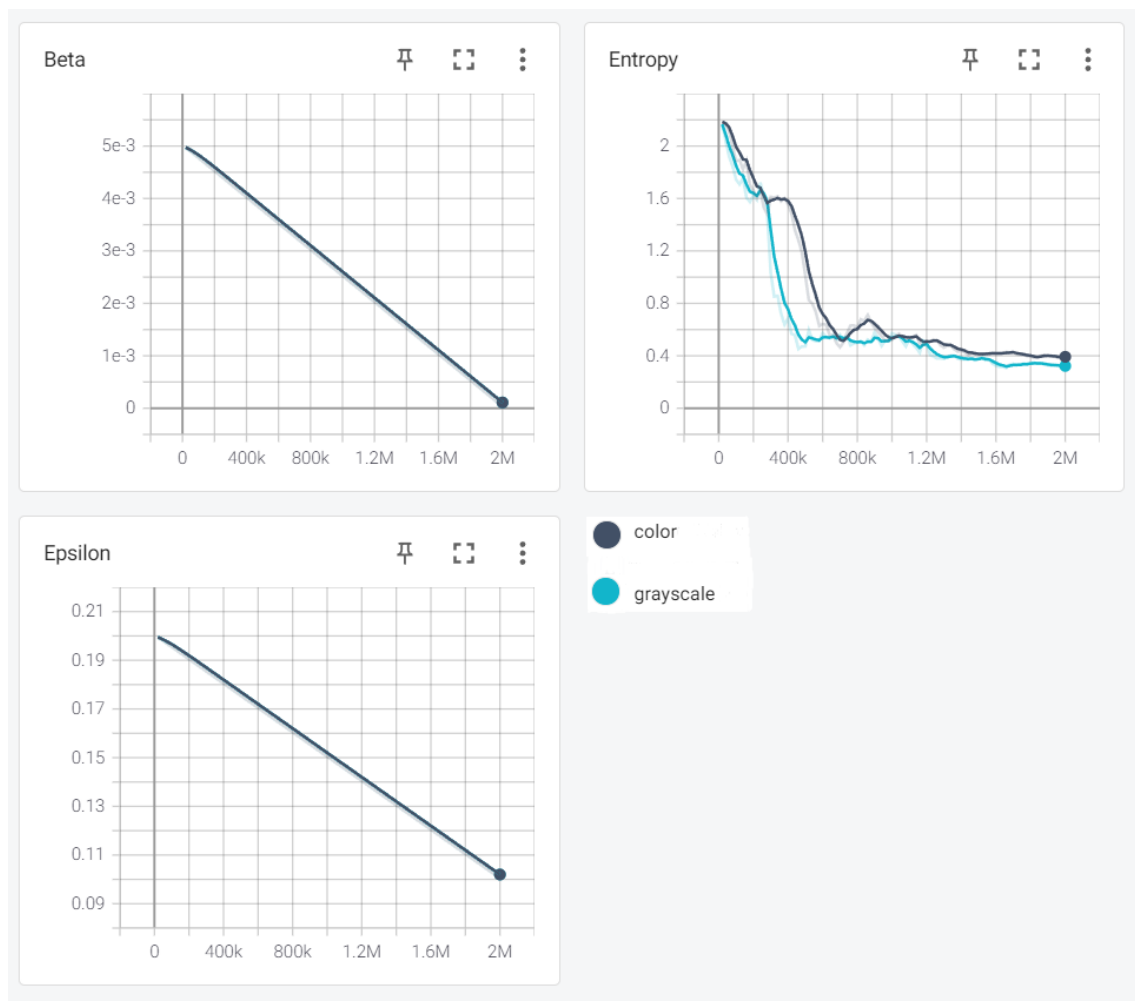 Beta
5e-3
4e-3
3e-3
2e-3
1e-3
0
0 400k 800k 1.2M 1.6M 2M
Entropy
2
1.6
1.2
0.8
0.4
0
0 400k 800k 1.2M 1.6M 2M
Epsilon
0.21
0.19
0.17
0.15
0.13
0.11
0.09
0 400k 800k 1.2M 1.6M 2M
color
grayscale